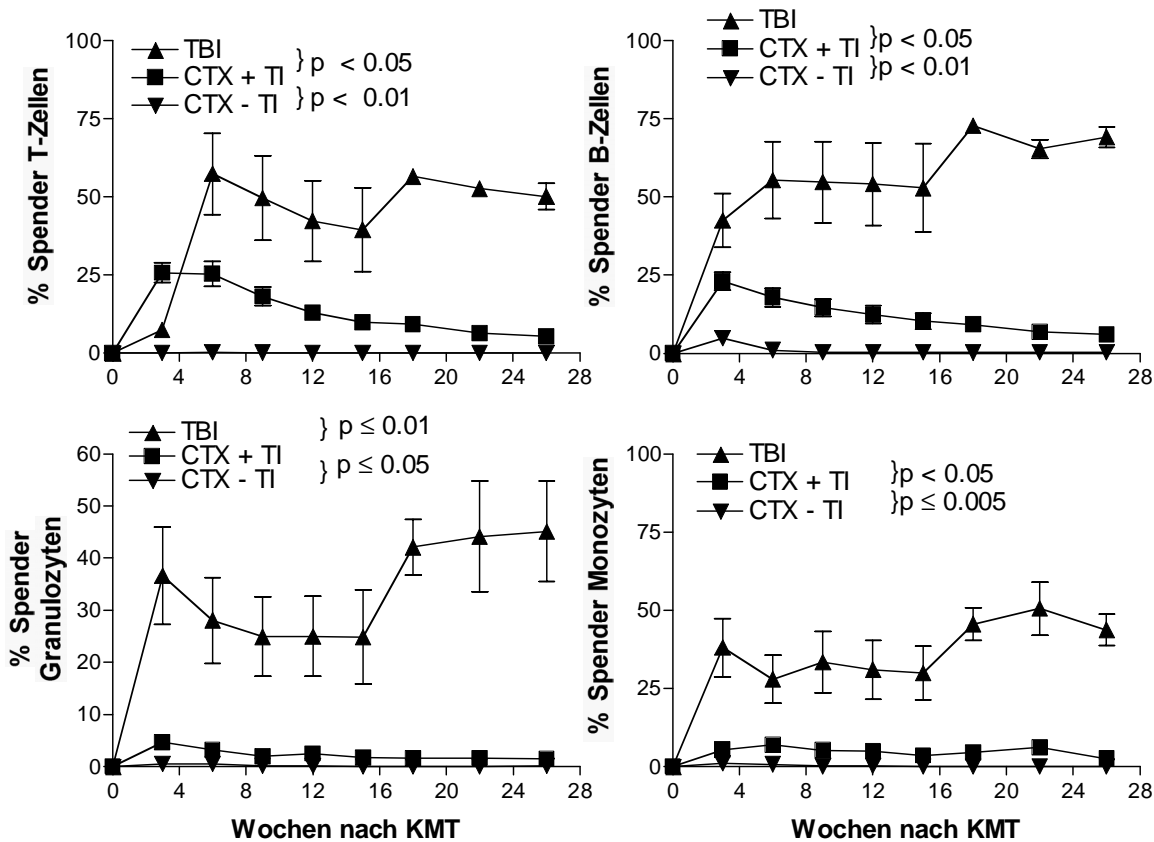 100
75
50
25
0
% Spender T-Zellen
TBI
CTX + TI
CTX - TI
} p < 0.05
} p < 0.01
0 4 8 12 16 20 24 28
100
75
50
25
0
% Spender B-Zellen
TBI
CTX + TI
CTX - TI
}p < 0.05
}p < 0.01
0 4 8 12 16 20 24 28
60
50
40
30
20
10
0
% Spender
Granulozyten
TBI
CTX + TI
CTX - TI
} p ≤ 0.01
} p ≤ 0.05
0 4 8 12 16 20 24 28
Wochen nach KMT
100
75
50
25
0
% Spender Monozyten
TBI
CTX + TI
CTX - TI
}p < 0.05
}p ≤ 0.005
0 4 8 12 16 20 24 28
Wochen nach KMT